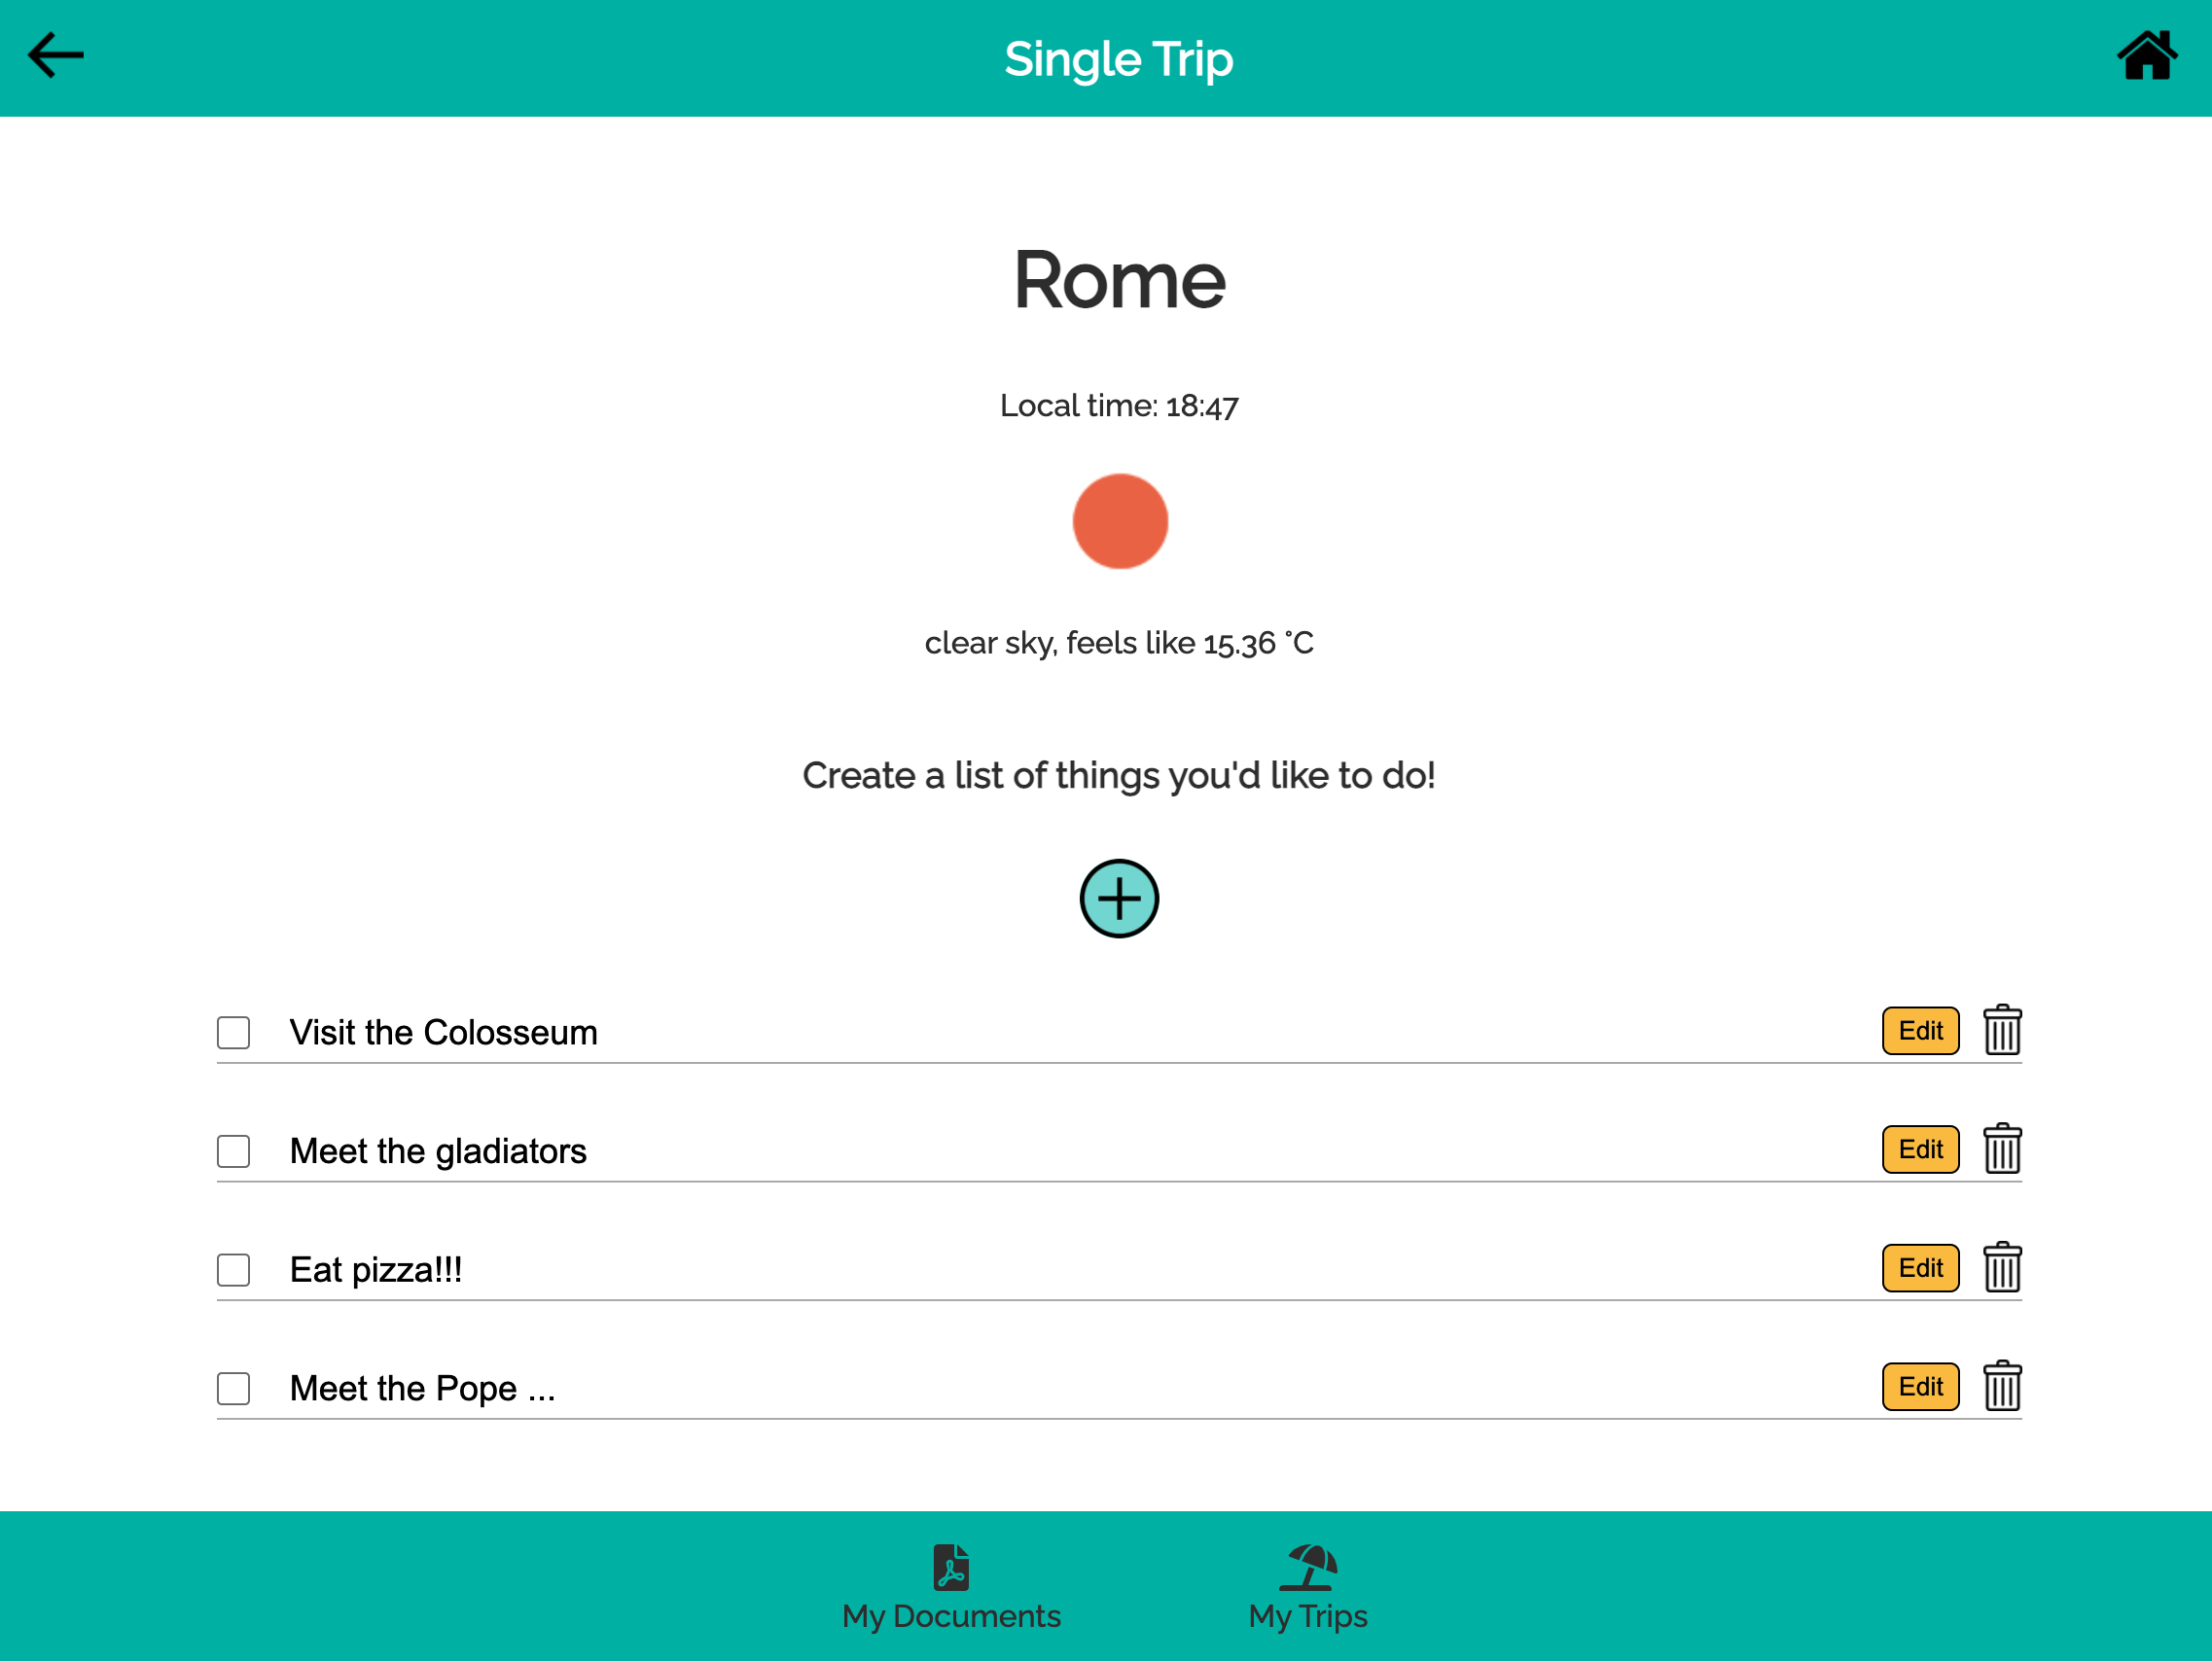 Single Trip
Rome
Local time: 18:47
clear sky, feels like 15.36 °C
Create a list of things you'd like to do!
Visit the Colosseum Edit
Meet the gladiators Edit
Eat pizza!!! Edit
Meet the Pope ... Edit
My Documents My Trips